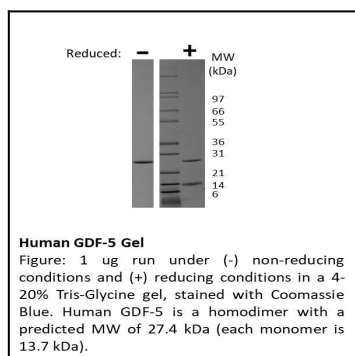 Reduced: – + MW
(kDa)
97
66
55
36
31
21
14
6
Human GDF-5 Gel
Figure: 1 ug run under (-) non-reducing
conditions and (+) reducing conditions in a 4-
20% Tris-Glycine gel, stained with Coomassie
Blue. Human GDF-5 is a homodimer with a
predicted MW of 27.4 kDa (each monomer is
13.7 kDa).